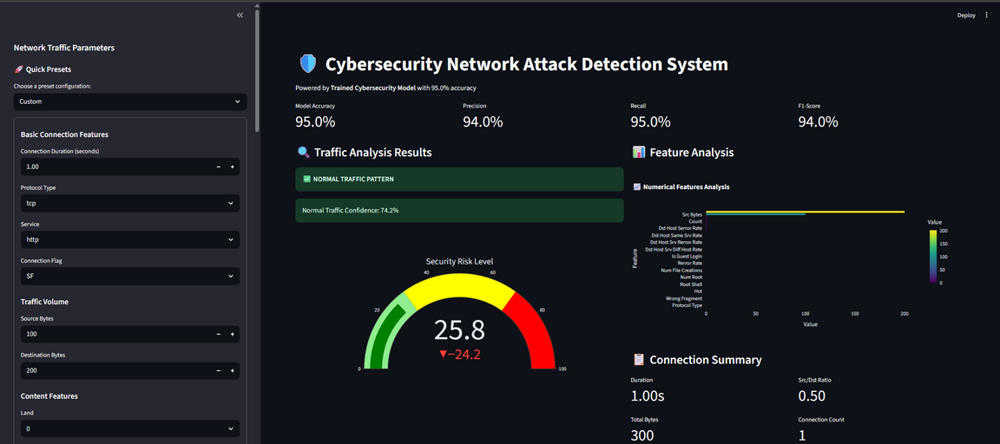 Deploy
Network Traffic Parameters
🚀 Quick Presets
Choose a preset configuration:
Custom
Basic Connection Features
Connection Duration (seconds)
1.00
Protocol Type
tcp
Service
http
Connection Flag
SF
Traffic Volume
Source Bytes
100
Destination Bytes
200
Content Features
Land
0
Cybersecurity Network Attack Detection System
Powered by Trained Cybersecurity Model with 95.0% accuracy
Model Accuracy
95.0%
Precision
94.0%
Recall
95.0%
F1-Score
94.0%
Traffic Analysis Results
NORMAL TRAFFIC PATTERN
Normal Traffic Confidence: 74.2%
Security Risk Level
0
20
40
60
80
100
25.8
▼−24.2
Feature Analysis
Numerical Features Analysis
Feature
Src Bytes
Count
Dst Host Serror Rate
Dst Host Same Srv Rate
Dst Host Srv Rerror Rate
Dst Host Srv Diff Host Rate
Is Guest Login
Rerror Rate
Num File Creations
Num Root
Root Shell
Hot
Wrong Fragment
Protocol Type
0 50 100 150 200
Value
Value
200
150
100
50
0
Connection Summary
Duration
1.00s
Src/Dst Ratio
0.50
Total Bytes
300
Connection Count
1